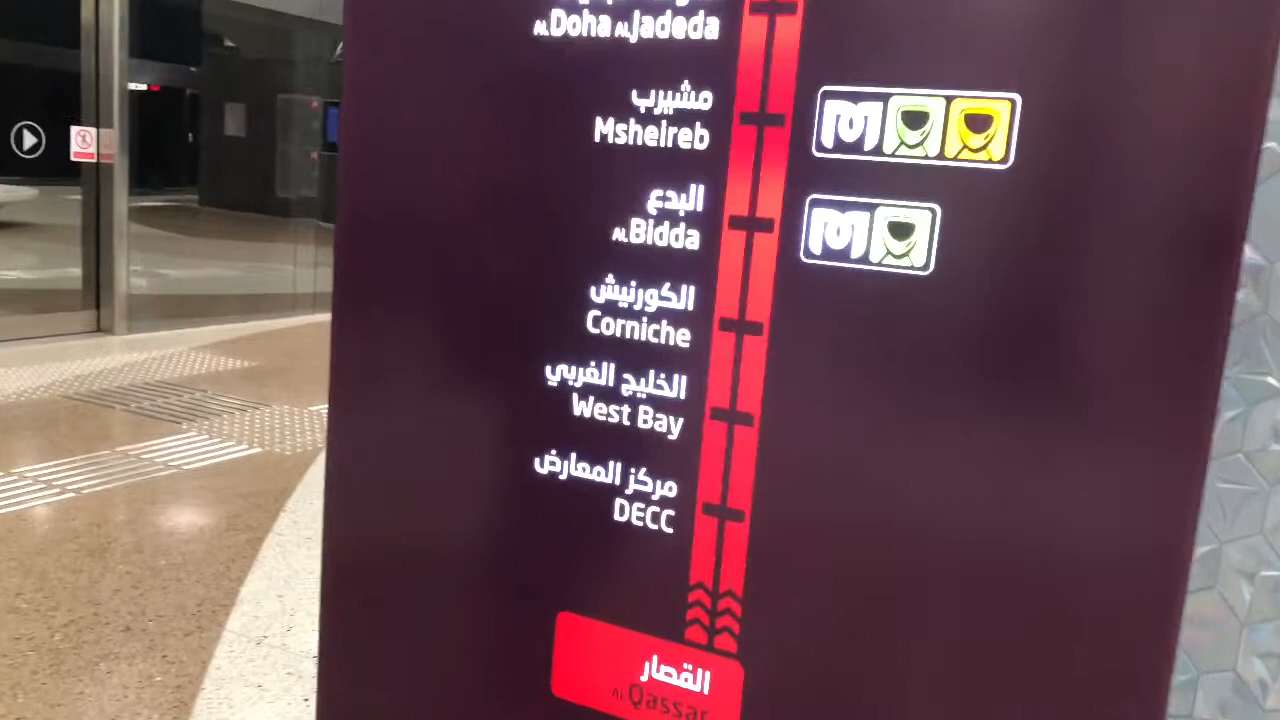 AL Doha AL Jadeda
مشيرب
Msheireb
البدع
AL Bidda
الكورنيش
Corniche
الخليج الغربي
West Bay
مركز المعارض
DECC
القصار
AL Qassar